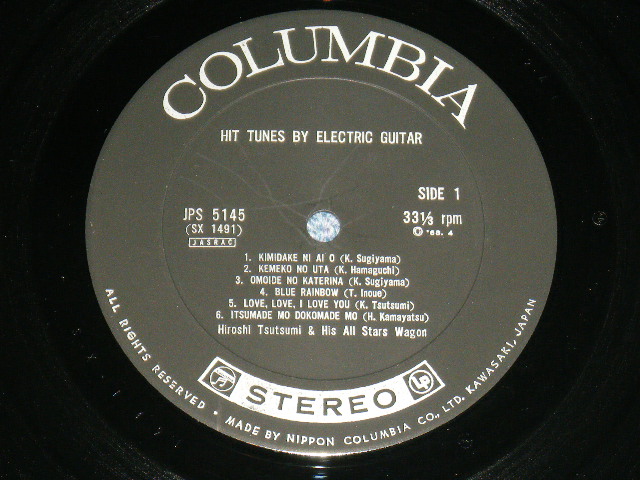 COLUMBIA
HIT TUNES BY ELECTRIC GUITAR
SIDE 1
JPS 5145
33⅓ rpm
(SX 1491)
℗'68. 4
JASRAC
1. KIMIDAKE NI AI O (K. Sugiyama)
2. KEMEKO NO UTA (K. Hamaguchi)
3. OMOIDE NO KATERINA (K. Sugiyama)
4. BLUE RAINBOW (T. Inoue)
5. LOVE, LOVE, I LOVE YOU (K. Tsutsumi)
6. ITSUMADE MO DOKOMADE MO (H. Kamayatsu)
Hiroshi Tsutsumi & His All Stars Wagon
STEREO
LP
ALL RIGHTS RESERVED • MADE BY NIPPON COLUMBIA CO., LTD. KAWASAKI, JAPAN